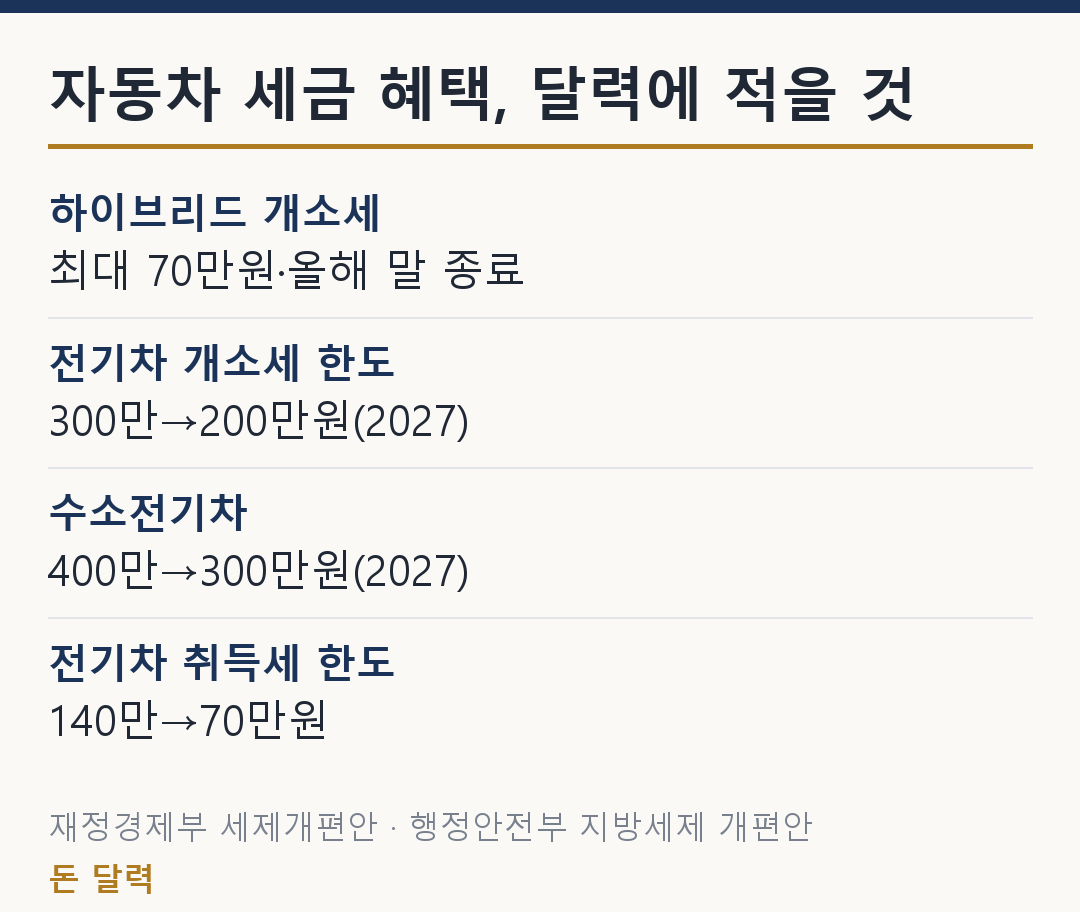 자동차 세금 혜택, 달력에 적을 것
하이브리드 개소세
최대 70만원·올해 말 종료
전기차 개소세 한도
300만→200만원(2027)
수소전기차
400만→300만원(2027)
전기차 취득세 한도
140만→70만원
재정경제부 세제개편안 · 행정안전부 지방세제 개편안
돈 달력